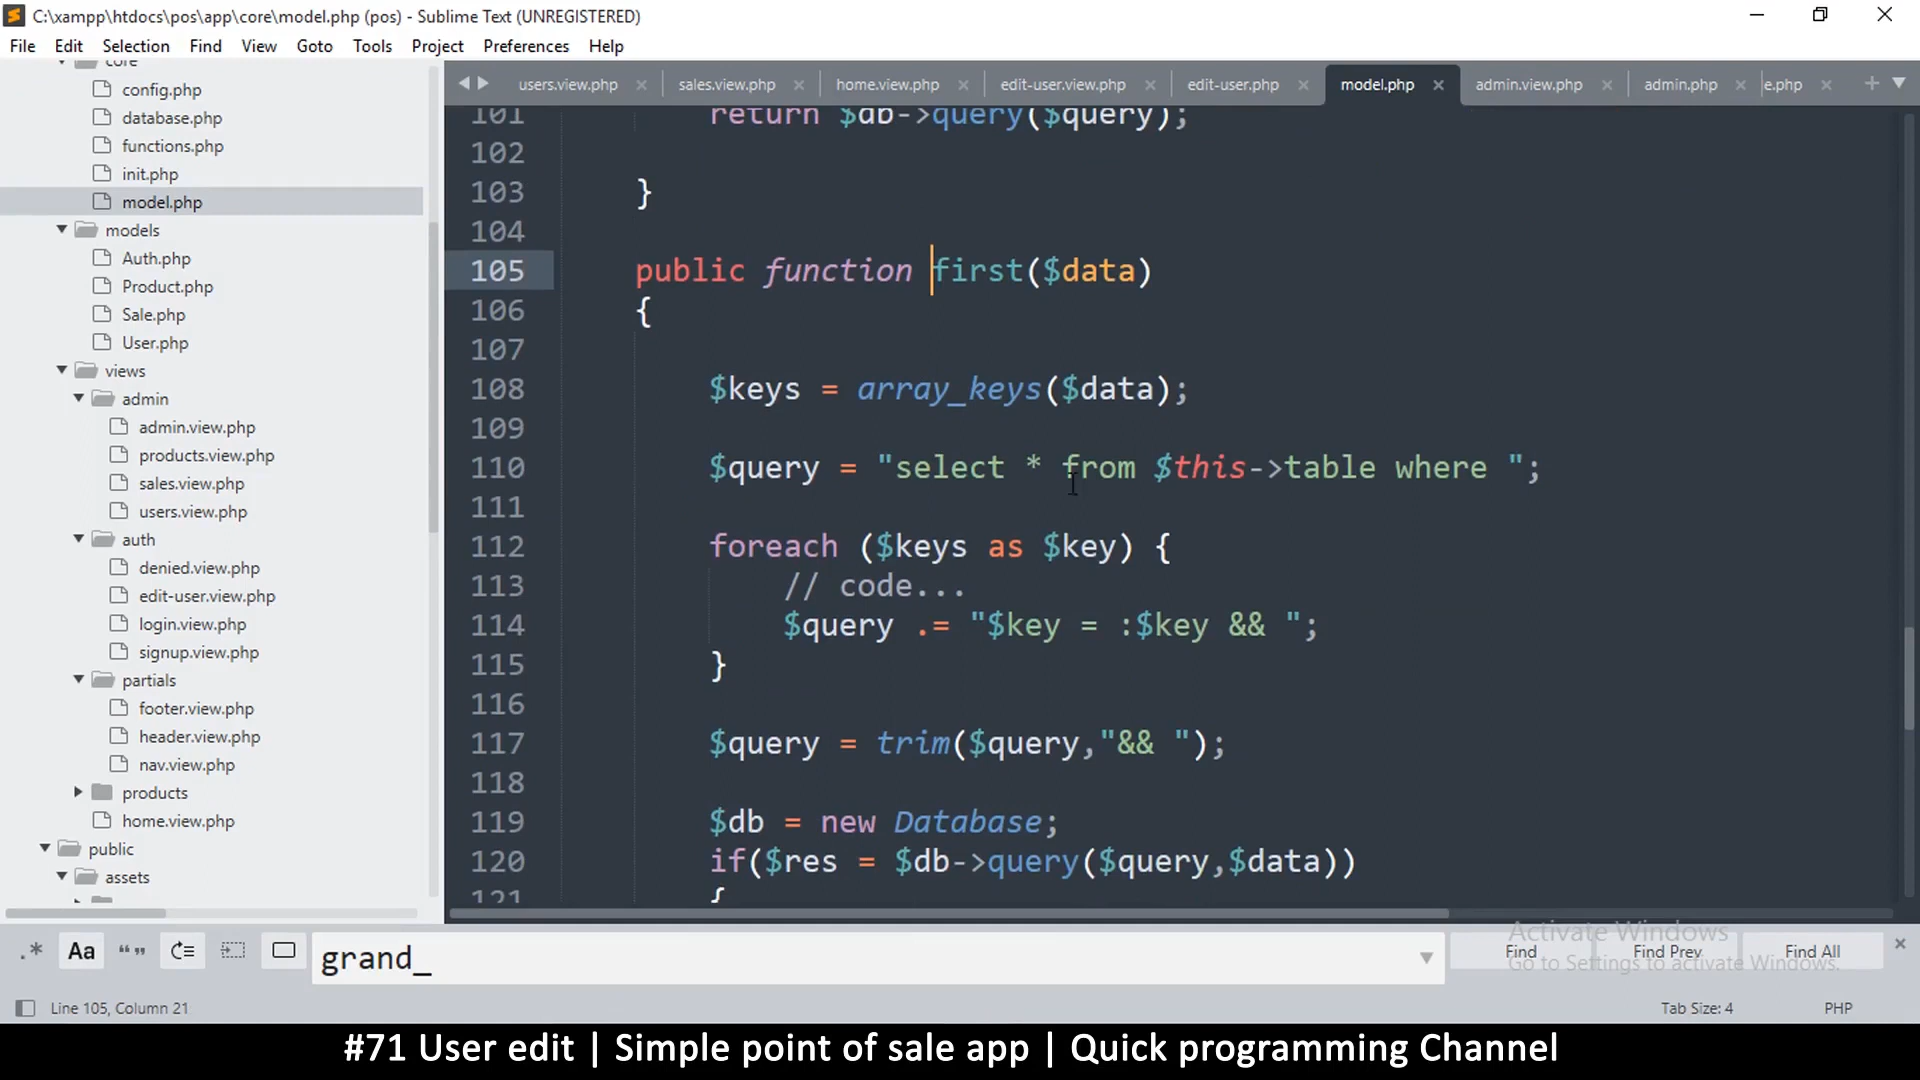 C:\xampp\htdocs\pos\app\core\model.php (pos) - Sublime Text (UNREGISTERED)
File Edit Selection Find View Goto Tools Project Preferences Help
users.view.php × sales.view.php × home.view.php × edit-user.view.php × edit-user.php × model.php × admin.view.php × admin.php × e.php ×
core
config.php
database.php
functions.php
init.php
model.php
models
Auth.php
Product.php
Sale.php
User.php
views
admin
admin.view.php
products.view.php
sales.view.php
users.view.php
auth
denied.view.php
edit-user.view.php
login.view.php
signup.view.php
partials
footer.view.php
header.view.php
nav.view.php
products
home.view.php
public
assets
101 return $db->query($query);
102
103 }
104
105 public function first($data)
106 {
107
108 $keys = array_keys($data);
109
110 $query = "select * from $this->table where ";
111
112 foreach ($keys as $key) {
113 // code...
114 $query .= "$key = :$key && ";
115 }
116
117 $query = trim($query,"&& ");
118
119 $db = new Database;
120 if($res = $db->query($query,$data))
121 {
.* Aa “ ” grand_ Find Find Prev Find All
Activate Windows
Go to Settings to activate Windows.
Line 105, Column 21 Tab Size: 4 PHP
#71 User edit | Simple point of sale app | Quick programming Channel